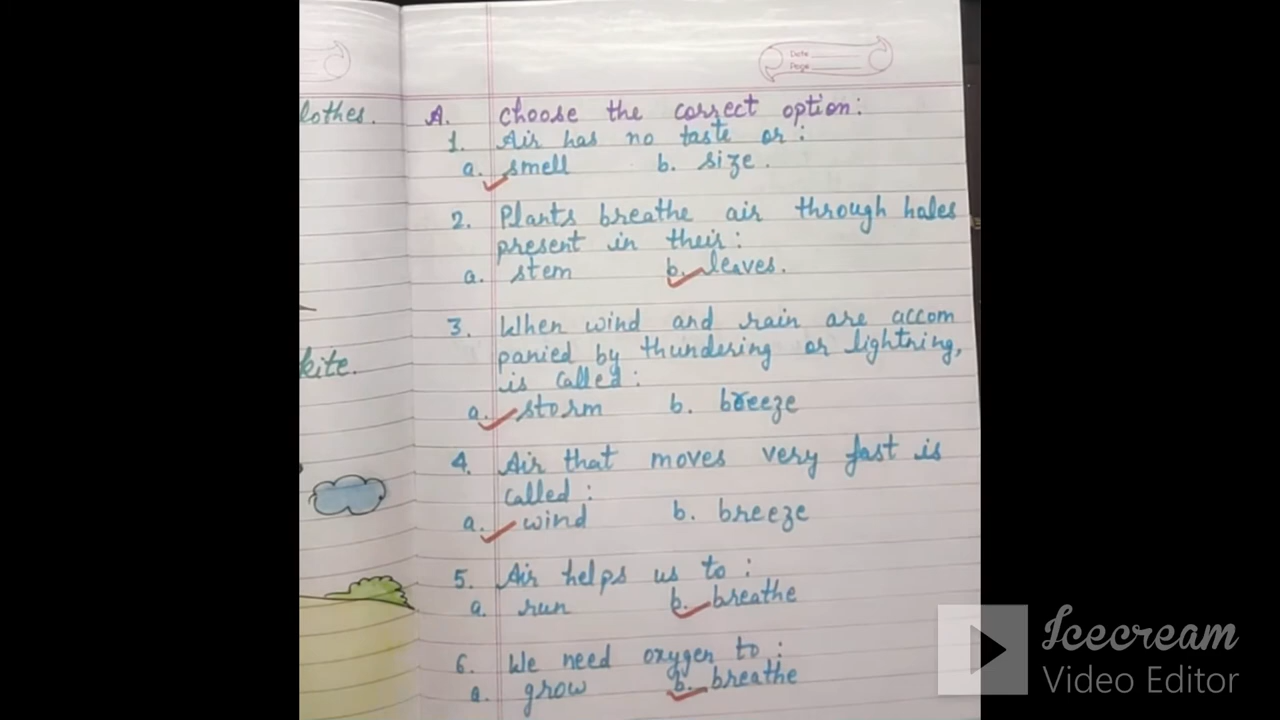 lothes.
kite.
Date
Page
A. Choose the correct option:
1. Air has no taste or:
a. smell b. size.
2. Plants breathe air through holes
present in their:
a. stem b. leaves.
3. When wind and rain are accom
panied by thundering or lightning,
is called:
a. storm b. breeze
4. Air that moves very fast is
called:
a. wind b. breeze
5. Air helps us to:
a. run b. breathe
6. We need oxygen to:
a. grow b. breathe
Icecream
Video Editor